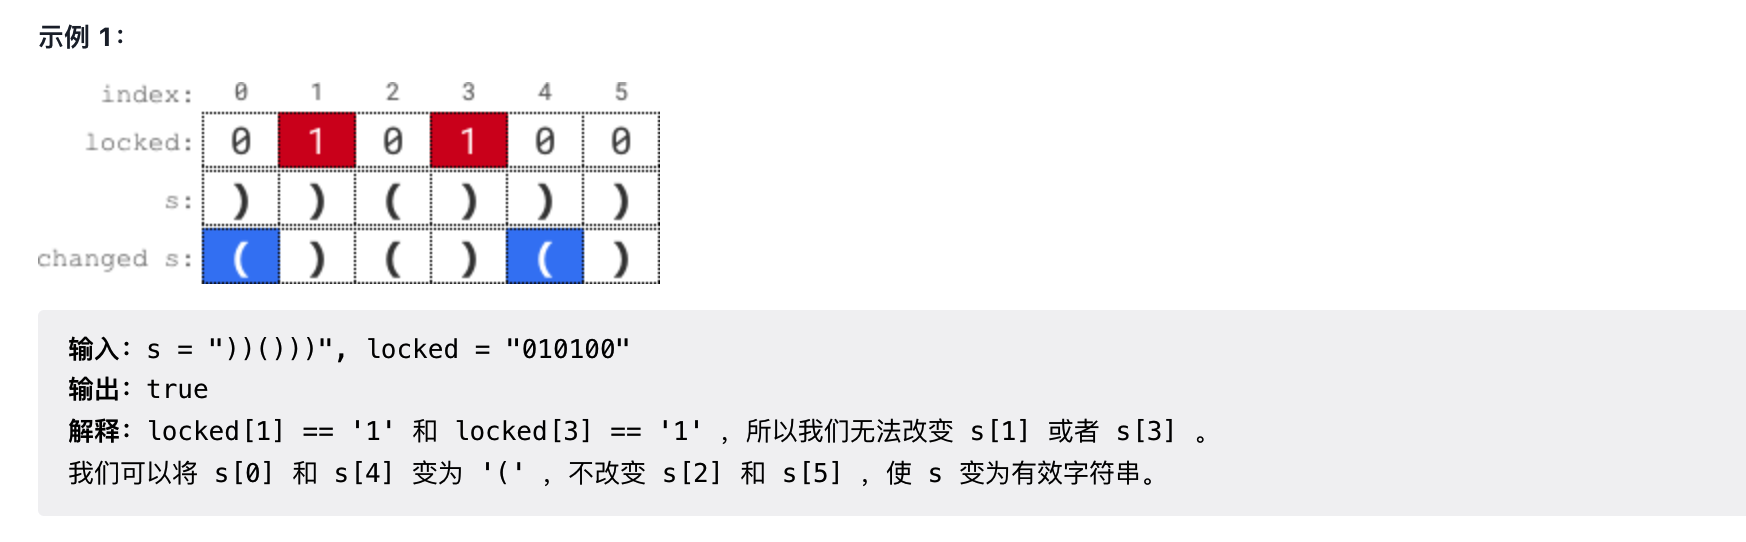 示例 1：
index: 0 1 2 3 4 5
locked: 0 1 0 1 0 0
s: ) ) ( ) ) )
changed s: ( ) ( ) ( )
输入：s = "))()))", locked = "010100"
输出：true
解释：locked[1] == '1' 和 locked[3] == '1' ，所以我们无法改变 s[1] 或者 s[3] 。
我们可以将 s[0] 和 s[4] 变为 '(' ，不改变 s[2] 和 s[5] ，使 s 变为有效字符串。